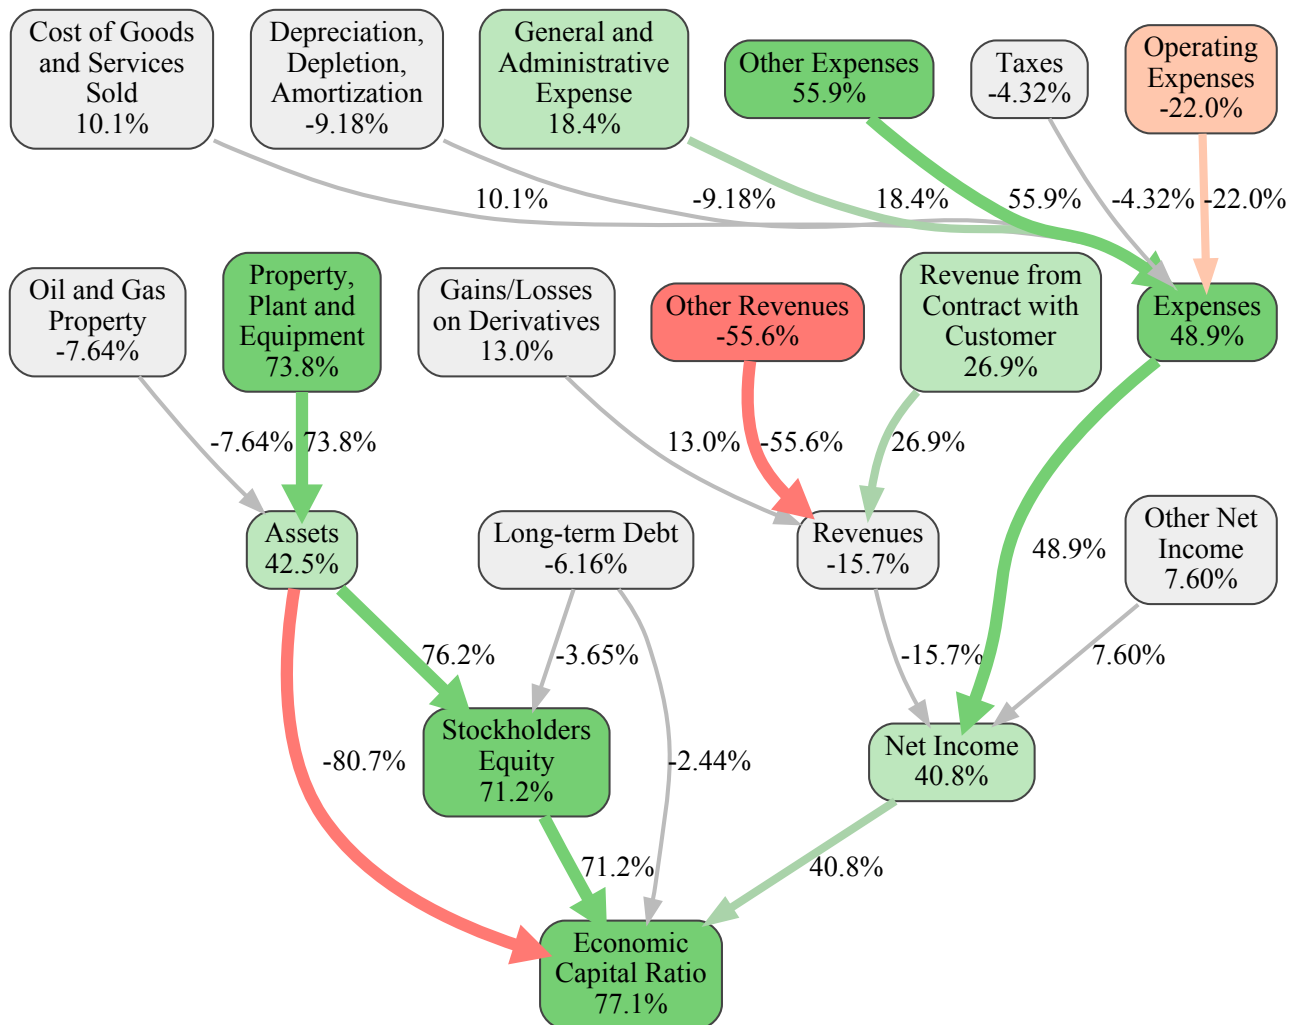 Cost of Goods
and Services
Sold
10.1%
Depreciation,
Depletion,
Amortization
-9.18%
General and
Administrative
Expense
18.4%
Other Expenses
55.9%
Taxes
-4.32%
Operating
Expenses
-22.0%
10.1%
-9.18%
18.4%
55.9%
-4.32%
-22.0%
Oil and Gas
Property
-7.64%
Property,
Plant and
Equipment
73.8%
Gains/Losses
on Derivatives
13.0%
Other Revenues
-55.6%
Revenue from
Contract with
Customer
26.9%
Expenses
48.9%
-7.64%
73.8%
13.0%
-55.6%
26.9%
Assets
42.5%
Long-term Debt
-6.16%
Revenues
-15.7%
48.9%
Other Net
Income
7.60%
76.2%
-3.65%
-15.7%
7.60%
-80.7%
Stockholders
Equity
71.2%
-2.44%
Net Income
40.8%
71.2%
40.8%
Economic
Capital Ratio
77.1%